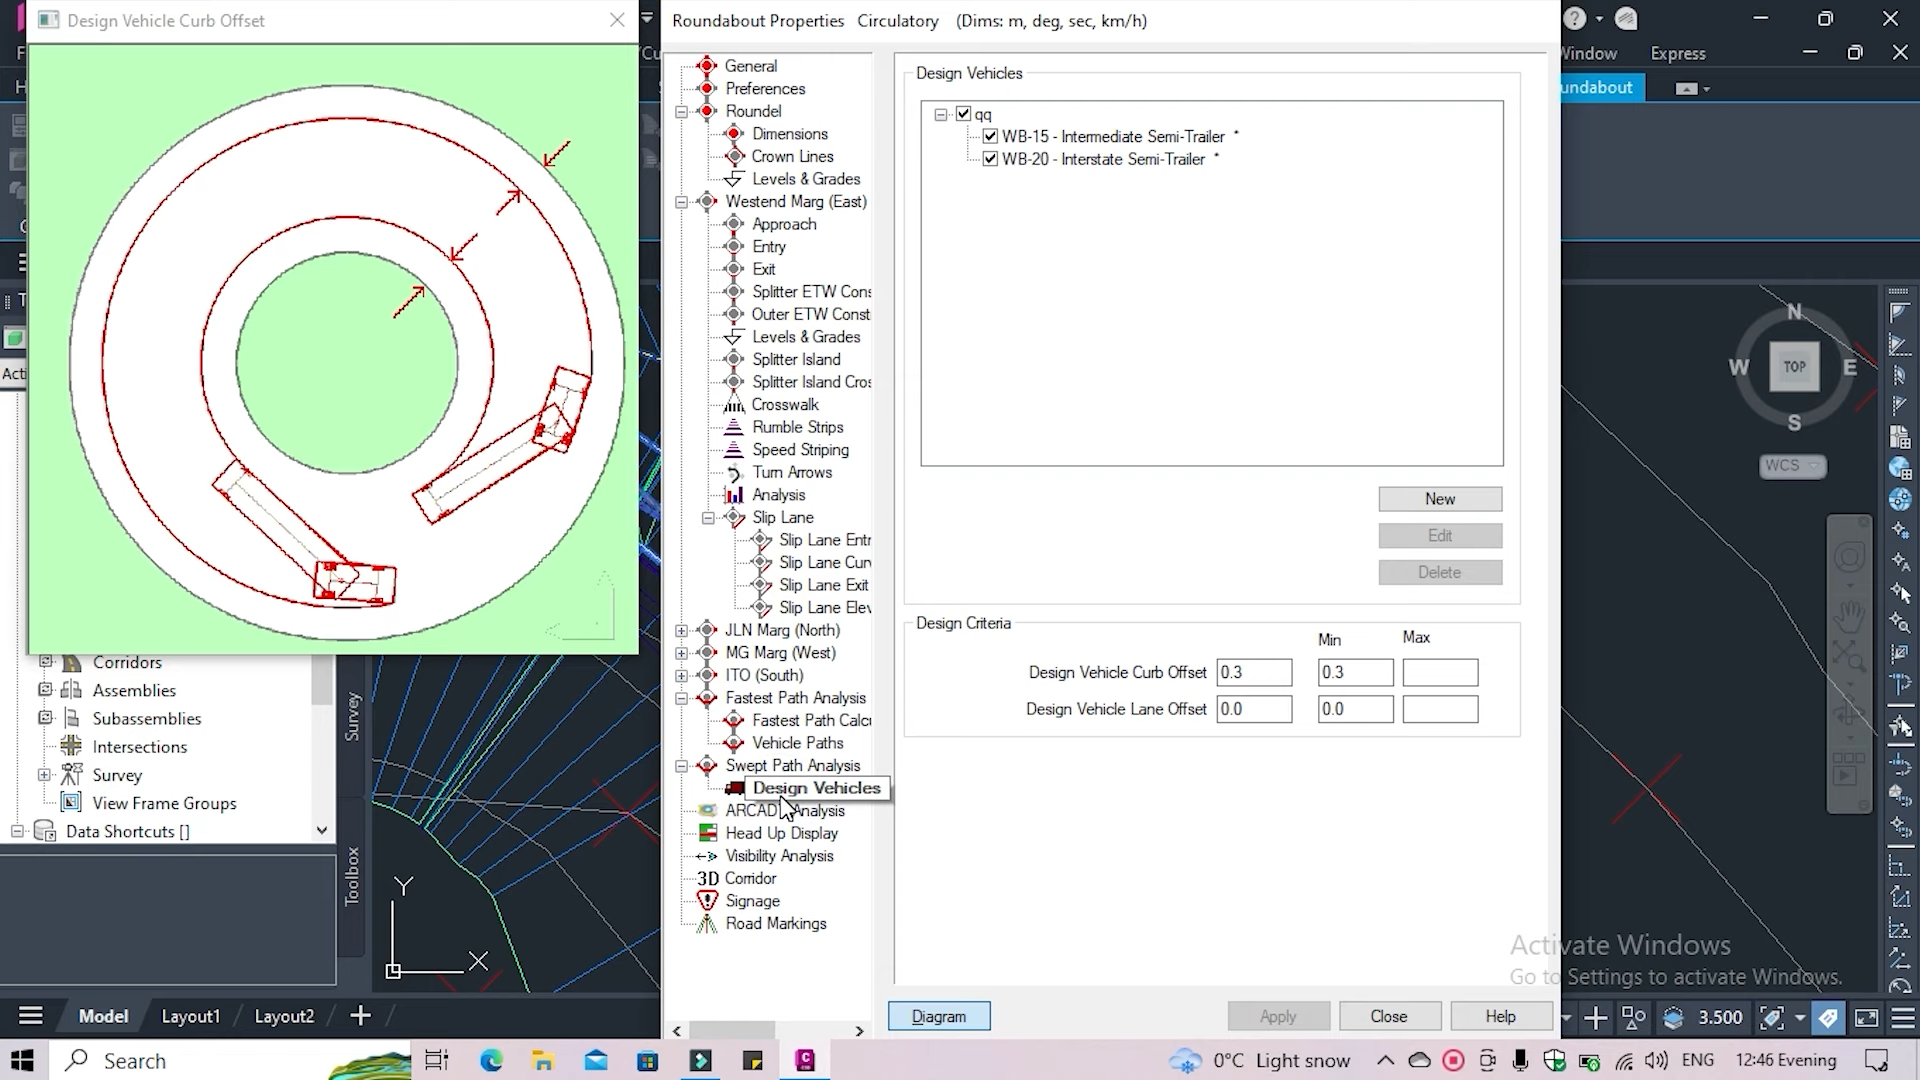 Design Vehicle Curb Offset
Roundabout Properties Circulatory (Dims: m, deg, sec, km/h)
Window
Express
undabout
General
Preferences
Roundel
Dimensions
Crown Lines
Levels & Grades
Westend Marg (East)
Approach
Entry
Exit
Splitter ETW Cons
Outer ETW Const
Levels & Grades
Splitter Island
Splitter Island Cros
Crosswalk
Rumble Strips
Speed Striping
Turn Arrows
Analysis
Slip Lane
Slip Lane Entr
Slip Lane Curv
Slip Lane Exit
Slip Lane Elev
JLN Marg (North)
MG Marg (West)
ITO (South)
Fastest Path Analysis
Fastest Path Calcu
Vehicle Paths
Swept Path Analysis
Design Vehicles
ARCADY Analysis
Head Up Display
Visibility Analysis
3D Corridor
Signage
Road Markings
Design Vehicles
qq
WB-15 - Intermediate Semi-Trailer *
WB-20 - Interstate Semi-Trailer *
New
Edit
Delete
Design Criteria
Min
Max
Design Vehicle Curb Offset 0.3 0.3
Design Vehicle Lane Offset 0.0 0.0
Diagram
Apply
Close
Help
Acti
Corridors
Assemblies
Subassemblies
Intersections
Survey
View Frame Groups
Data Shortcuts []
Survey
Toolbox
Y
X
N
W
TOP
E
S
WCS
Activate Windows
Go to Settings to activate Windows.
Model
Layout1
Layout2
3.500
Search
0°C Light snow
ENG
12:46 Evening